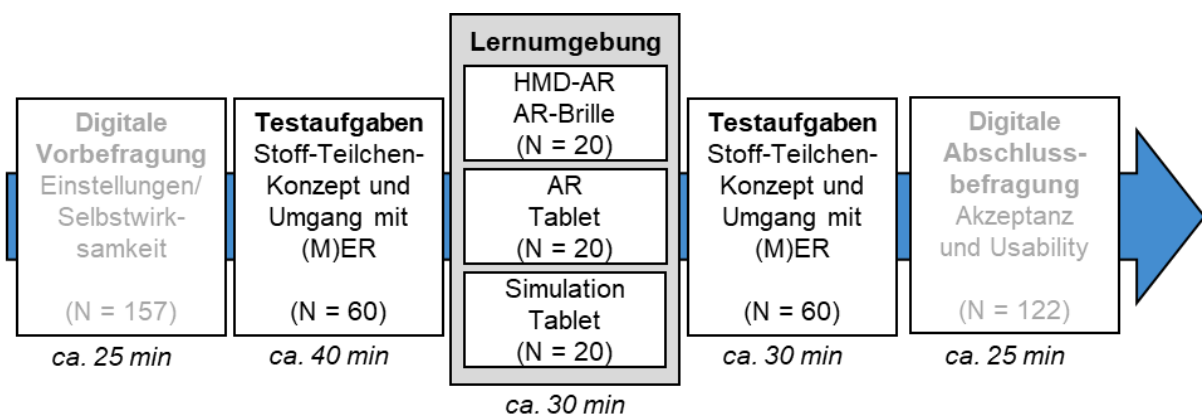 Digitale
Vorbefragung
Einstellungen/
Selbstwirk-
samkeit
(N = 157)
ca. 25 min
Testaufgaben
Stoff-Teilchen-
Konzept und
Umgang mit
(M)ER
(N = 60)
ca. 40 min
Lernumgebung
HMD-AR
AR-Brille
(N = 20)
AR
Tablet
(N = 20)
Simulation
Tablet
(N = 20)
ca. 30 min
Testaufgaben
Stoff-Teilchen-
Konzept und
Umgang mit
(M)ER
(N = 60)
ca. 30 min
Digitale
Abschluss-
befragung
Akzeptanz
und Usability
(N = 122)
ca. 25 min